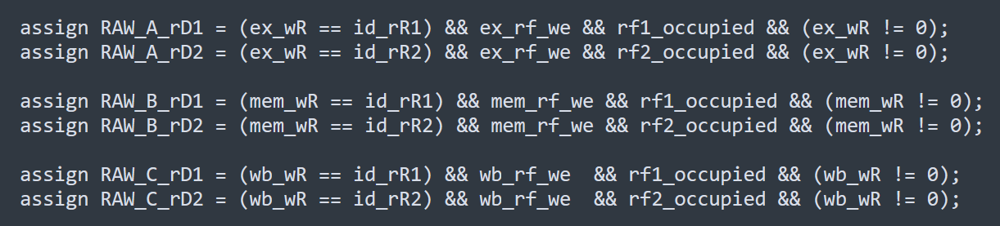 assign RAW_A_rD1 = (ex_wR == id_rR1) && ex_rf_we && rf1_occupied && (ex_wR != 0);
assign RAW_A_rD2 = (ex_wR == id_rR2) && ex_rf_we && rf2_occupied && (ex_wR != 0);

assign RAW_B_rD1 = (mem_wR == id_rR1) && mem_rf_we && rf1_occupied && (mem_wR != 0);
assign RAW_B_rD2 = (mem_wR == id_rR2) && mem_rf_we && rf2_occupied && (mem_wR != 0);

assign RAW_C_rD1 = (wb_wR == id_rR1) && wb_rf_we  && rf1_occupied && (wb_wR != 0);
assign RAW_C_rD2 = (wb_wR == id_rR2) && wb_rf_we  && rf2_occupied && (wb_wR != 0);